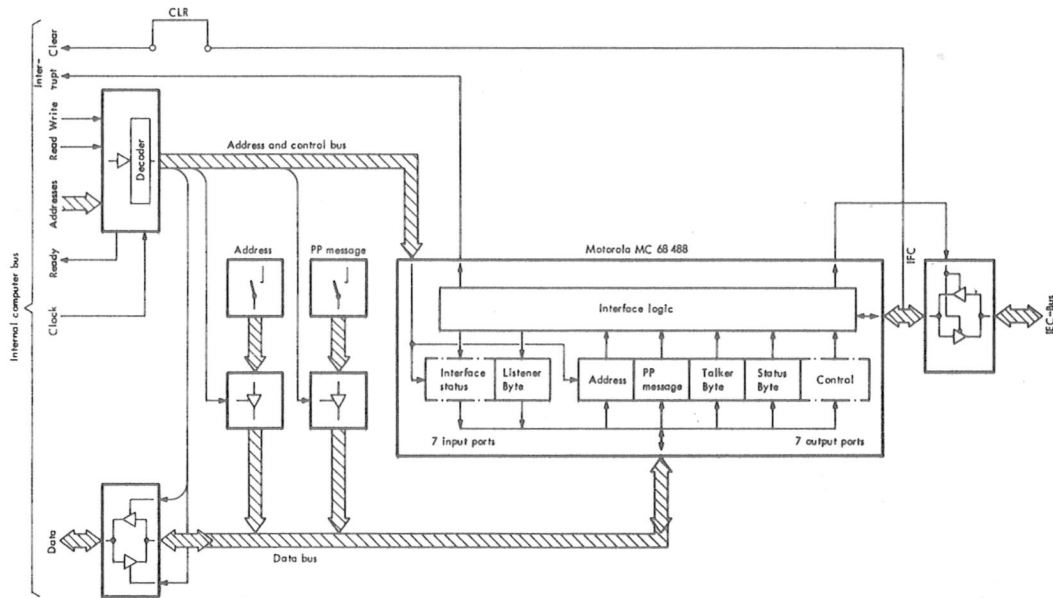 CLR
Clear
Inter-
rupt
Write
Read
Addresses
Ready
Clock
Data
Internal computer bus
Decoder
Address and control bus
Address
PP message
Motorola MC 68 488
IFC
IEC-Bus
Interface logic
Interface
status
Listener
Byte
Address
PP
message
Talker
Byte
Status
Byte
Control
7 input ports
7 output ports
Data bus